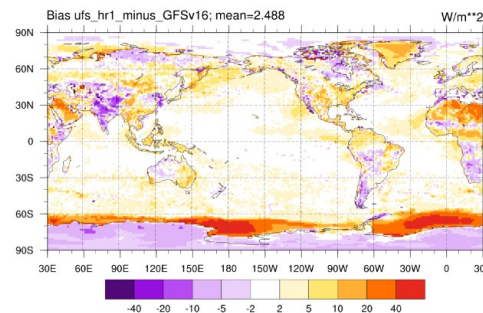 Bias ufs_hr1_minus_GFSv16; mean=2.488 W/m**2
90N
60N
30N
0
30S
60S
90S
30E 60E 90E 120E 150E 180 150W 120W 90W 60W 30W 0 30
-40 -20 -10 -5 -2 2 5 10 20 40